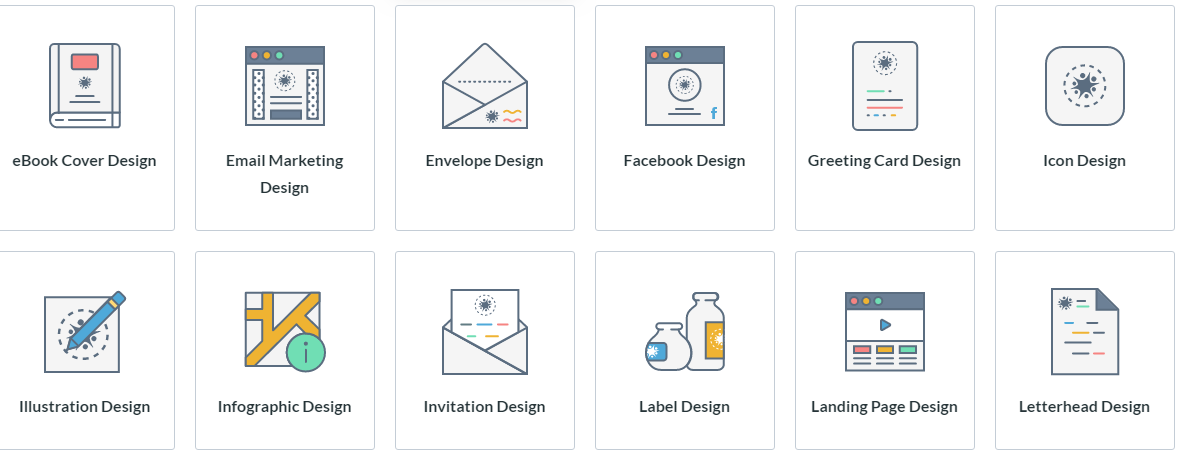 eBook Cover Design
Email Marketing
Design
Envelope Design
f
Facebook Design
Greeting Card Design
Icon Design
Illustration Design
i
Infographic Design
Invitation Design
Label Design
Landing Page Design
Letterhead Design